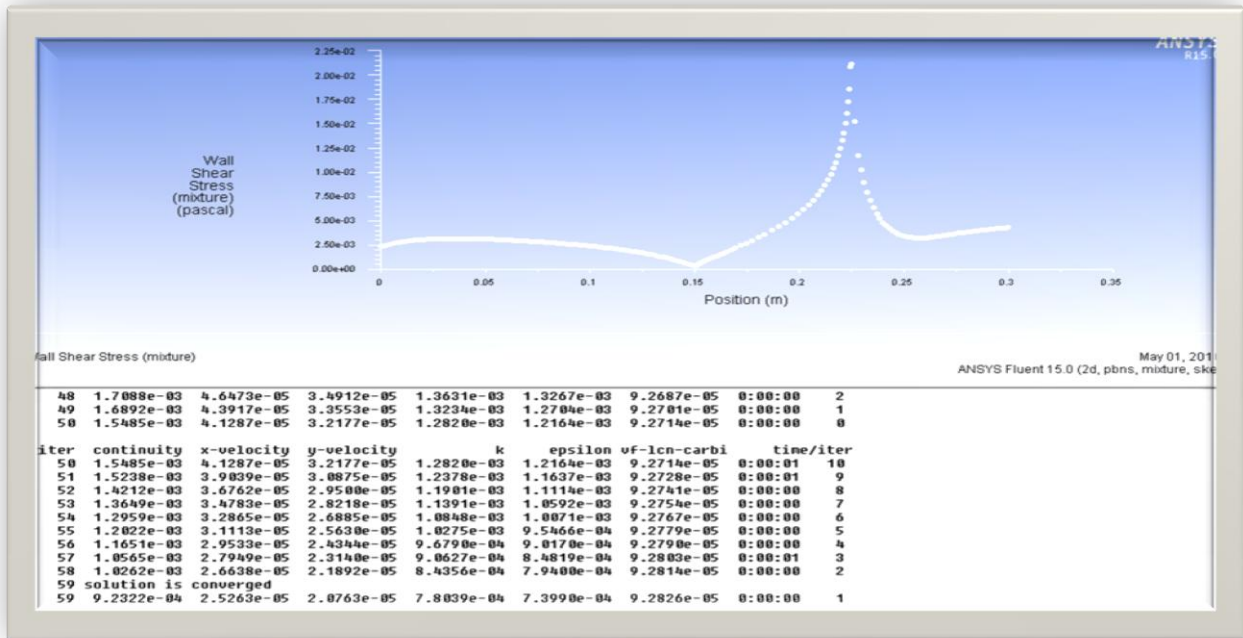 ANSYS
R15.0
2.25e-02
2.00e-02
1.75e-02
1.50e-02
1.25e-02
1.00e-02
7.50e-03
5.00e-03
2.50e-03
0.00e+00
Wall
Shear
Stress
(mixture)
(pascal)
0 0.05 0.1 0.15 0.2 0.25 0.3 0.35
Position (m)
Wall Shear Stress (mixture)
May 01, 201
ANSYS Fluent 15.0 (2d, pbns, mixture, ske
48 1.7088e-03 4.6473e-05 3.4912e-05 1.3631e-03 1.3267e-03 9.2687e-05 0:00:00 2
49 1.6892e-03 4.3917e-05 3.3553e-05 1.3234e-03 1.2704e-03 9.2701e-05 0:00:00 1
50 1.5485e-03 4.1287e-05 3.2177e-05 1.2820e-03 1.2164e-03 9.2714e-05 0:00:00 0
iter continuity x-velocity y-velocity k epsilon vf-lcn-carbi time/iter
50 1.5485e-03 4.1287e-05 3.2177e-05 1.2820e-03 1.2164e-03 9.2714e-05 0:00:01 10
51 1.5238e-03 3.9039e-05 3.0875e-05 1.2378e-03 1.1637e-03 9.2728e-05 0:00:01 9
52 1.4212e-03 3.6762e-05 2.9500e-05 1.1901e-03 1.1114e-03 9.2741e-05 0:00:00 8
53 1.3649e-03 3.4783e-05 2.8218e-05 1.1391e-03 1.0592e-03 9.2754e-05 0:00:00 7
54 1.2959e-03 3.2865e-05 2.6885e-05 1.0848e-03 1.0071e-03 9.2767e-05 0:00:00 6
55 1.2022e-03 3.1113e-05 2.5630e-05 1.0275e-03 9.5466e-04 9.2779e-05 0:00:00 5
56 1.1651e-03 2.9533e-05 2.4344e-05 9.6790e-04 9.0170e-04 9.2790e-05 0:00:00 4
57 1.0565e-03 2.7949e-05 2.3140e-05 9.0627e-04 8.4819e-04 9.2803e-05 0:00:01 3
58 1.0262e-03 2.6638e-05 2.1892e-05 8.4356e-04 7.9400e-04 9.2814e-05 0:00:00 2
59 solution is converged
59 9.2322e-04 2.5263e-05 2.0763e-05 7.8039e-04 7.3990e-04 9.2826e-05 0:00:00 1